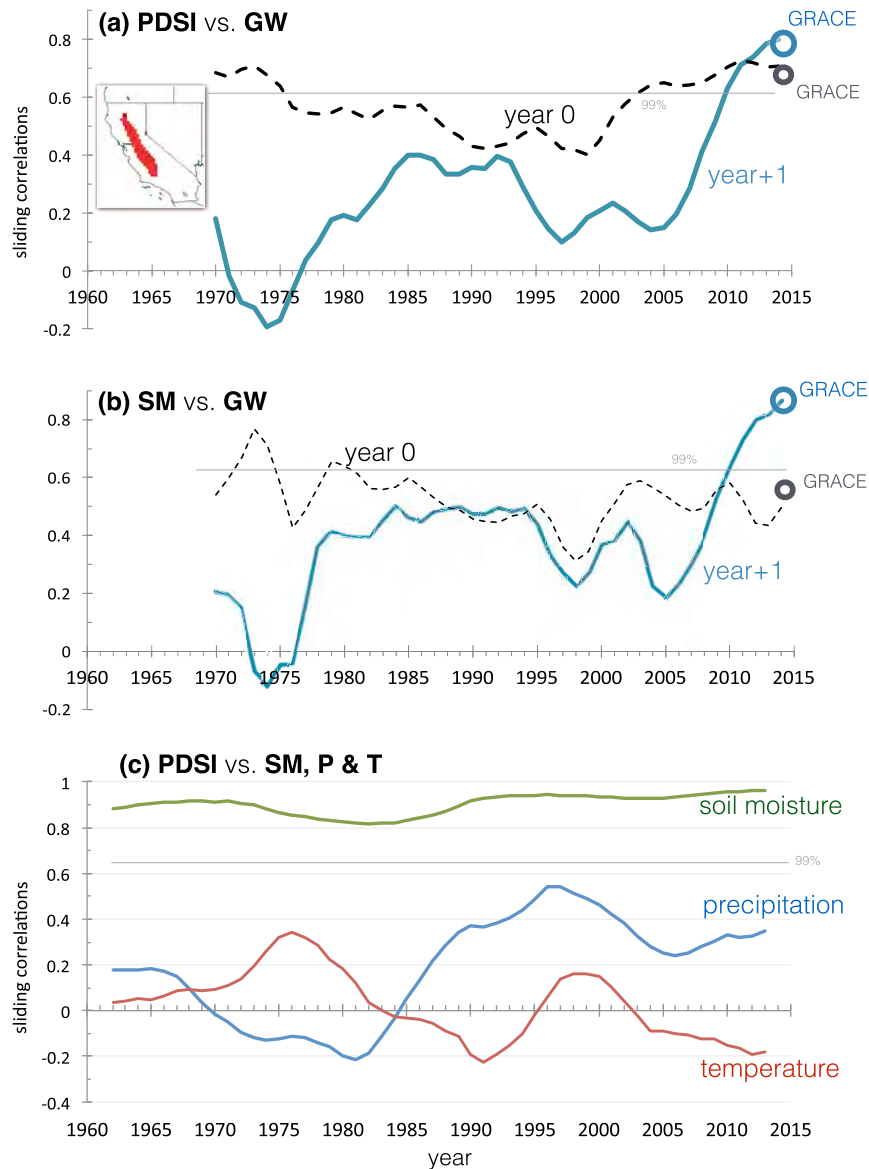 (a) PDSI vs. GW
GRACE
0.8
GRACE
0.6
99%
year 0
0.4
year+1
0.2
0
1960 1965 1970 1975 1980 1985 1990 1995 2000 2005 2010 2015
-0.2
sliding correlations
(b) SM vs. GW
GRACE
0.8
year 0
99%
0.6
GRACE
0.4
year+1
0.2
0
1960 1965 1970 1975 1980 1985 1990 1995 2000 2005 2010 2015
-0.2
(c) PDSI vs. SM, P & T
1
soil moisture
0.8
99%
0.6
precipitation
0.4
0.2
0
-0.2
temperature
-0.4
sliding correlations
1960 1965 1970 1975 1980 1985 1990 1995 2000 2005 2010 2015
year